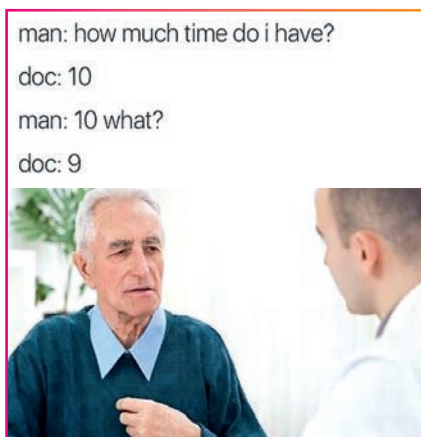 man: how much time do i have?
doc: 10
man: 10 what?
doc: 9